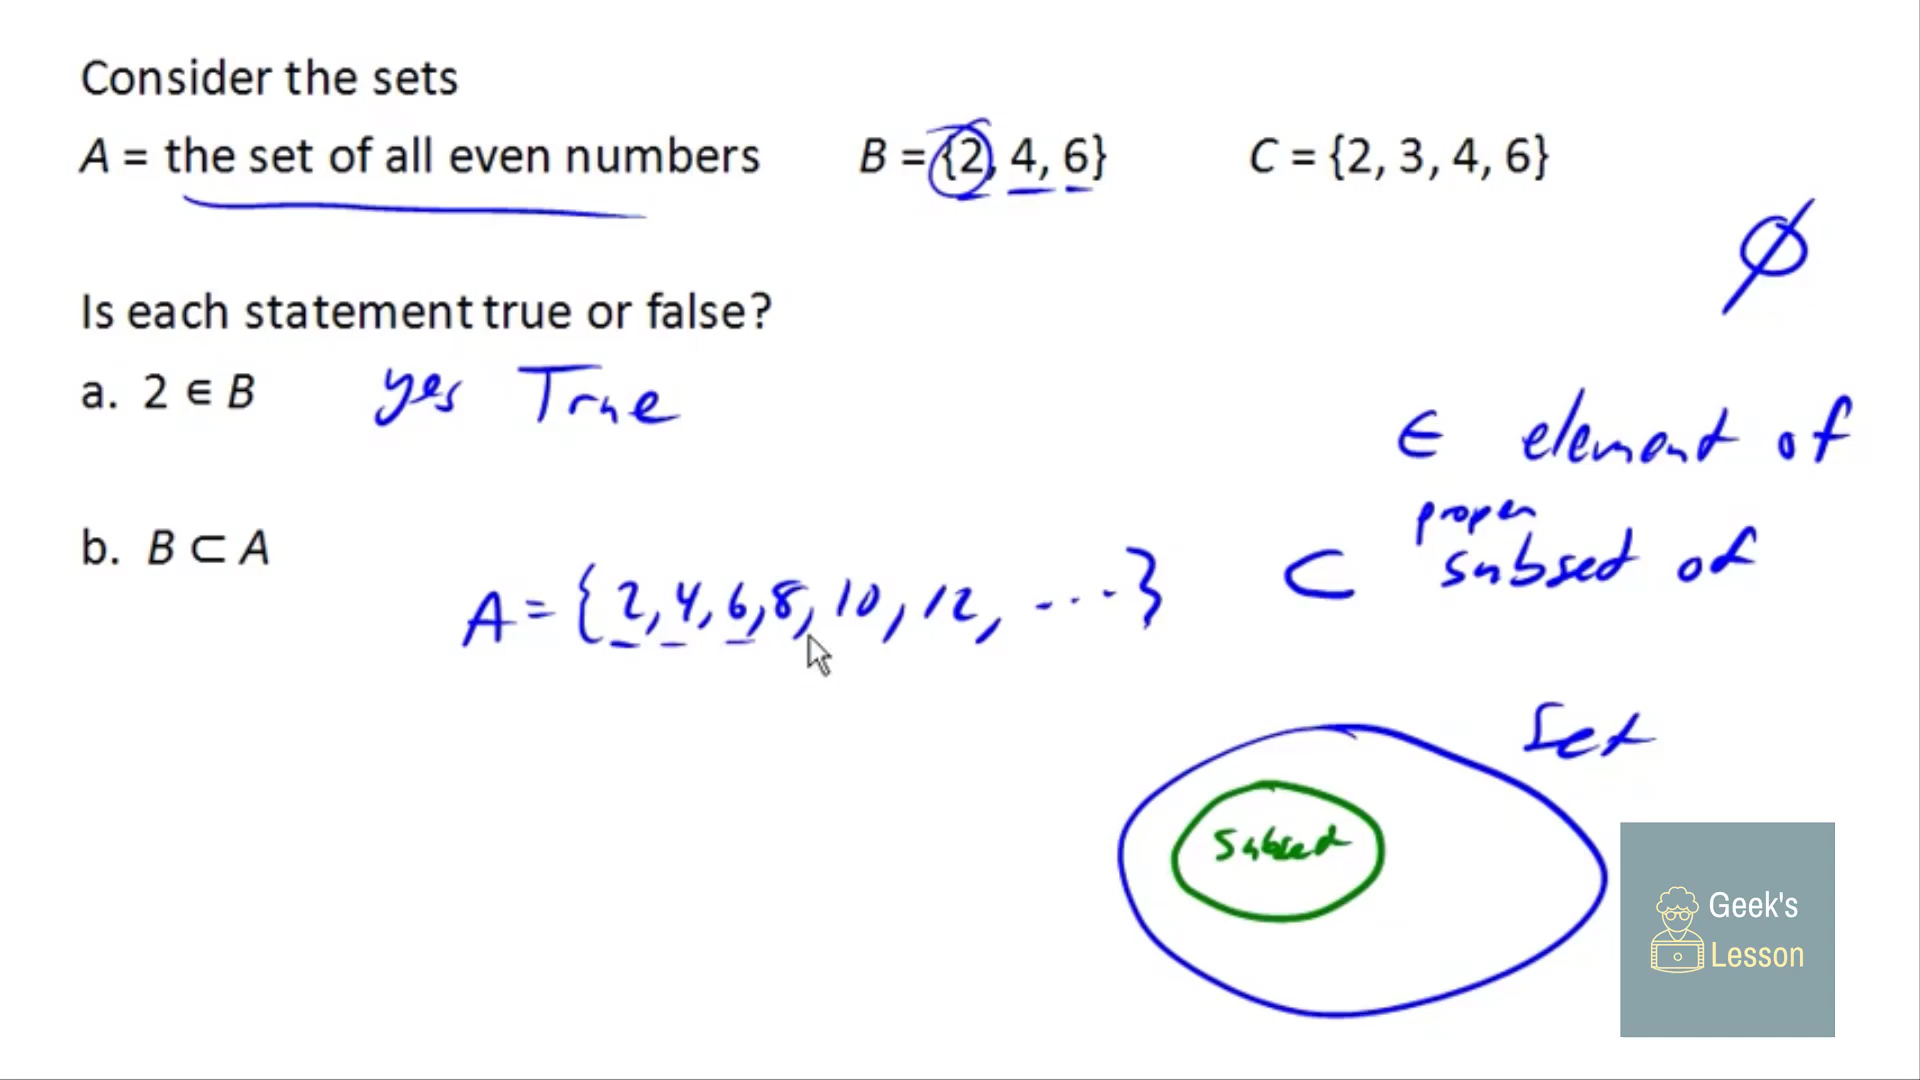 Consider the sets
A = the set of all even numbers B = {2, 4, 6} C = {2, 3, 4, 6}
∅
Is each statement true or false?
a. 2 ∈ B yes True
∈ element of
b. B ⊂ A
proper
⊂ subset of
A = {2, 4, 6, 8, 10, 12, ...}
Set
Subset
Geek's
Lesson